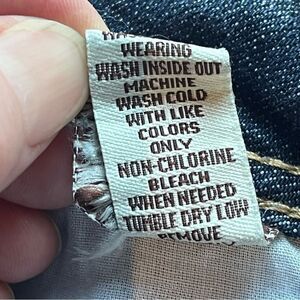 WEARING
WASH INSIDE OUT
MACHINE
WASH COLD
WITH LIKE
COLORS
ONLY
NON-CHLORINE
BLEACH
WHEN NEEDED
TUMBLE DRY LOW
REMOVE